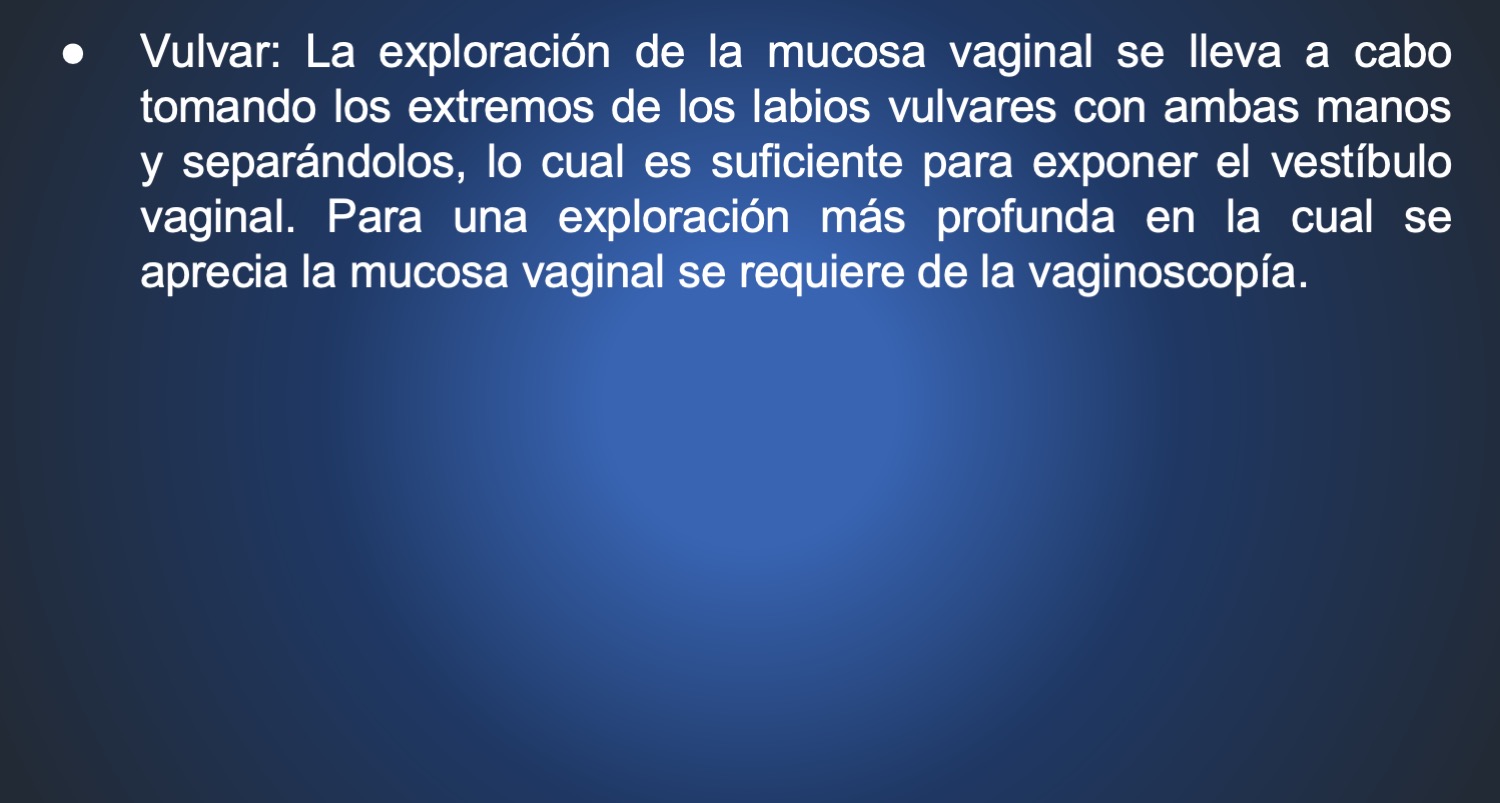 ● Vulvar: La exploración de la mucosa vaginal se lleva a cabo
tomando los extremos de los labios vulvares con ambas manos
y separándolos, lo cual es suficiente para exponer el vestíbulo
vaginal. Para una exploración más profunda en la cual se
aprecia la mucosa vaginal se requiere de la vaginoscopía.